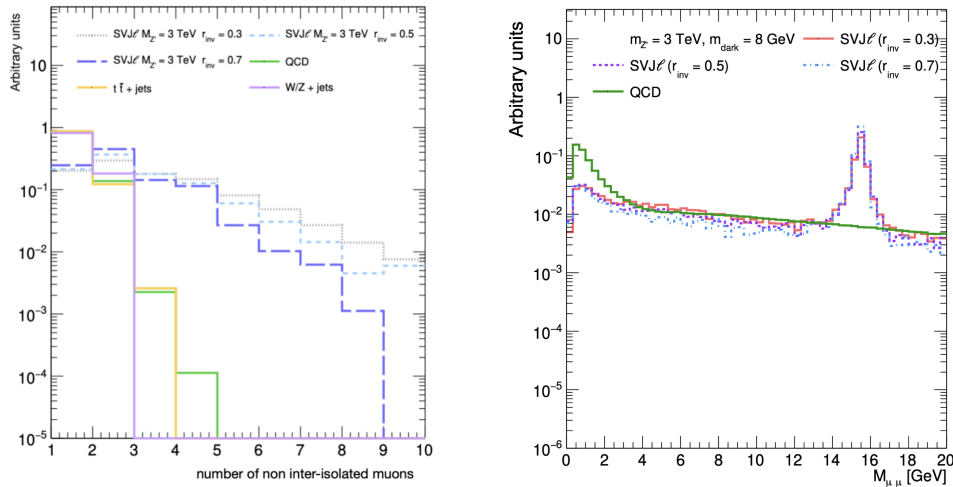 Arbitrary units
SVJℓ M_Z' = 3 TeV r_inv = 0.3
SVJℓ M_Z' = 3 TeV r_inv = 0.5
SVJℓ M_Z' = 3 TeV r_inv = 0.7
QCD
t t̄ + jets
W/Z + jets
10
1
10⁻¹
10⁻²
10⁻³
10⁻⁴
10⁻⁵
1 2 3 4 5 6 7 8 9 10
number of non inter-isolated muons
Arbitrary units
m_Z' = 3 TeV, m_dark = 8 GeV
SVJℓ (r_inv = 0.3)
SVJℓ (r_inv = 0.5)
SVJℓ (r_inv = 0.7)
QCD
10
1
10⁻¹
10⁻²
10⁻³
10⁻⁴
10⁻⁵
10⁻⁶
0 2 4 6 8 10 12 14 16 18 20
M_μμ [GeV]